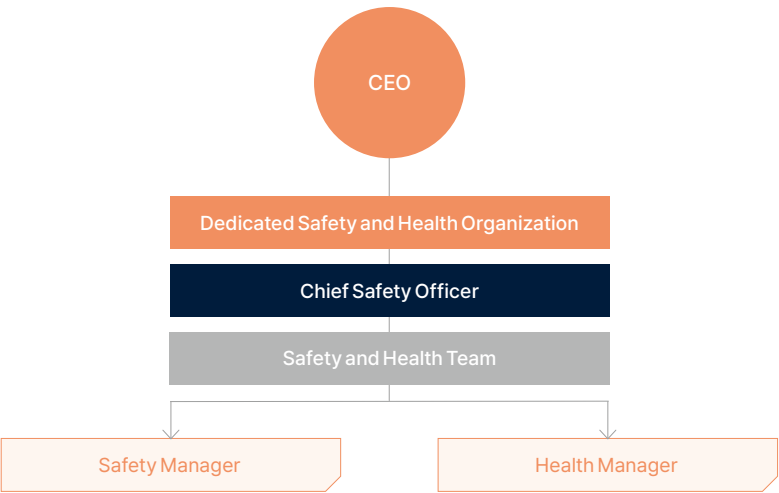 CEO
Dedicated Safety and Health Organization
Chief Safety Officer
Safety and Health Team
Safety Manager
Health Manager